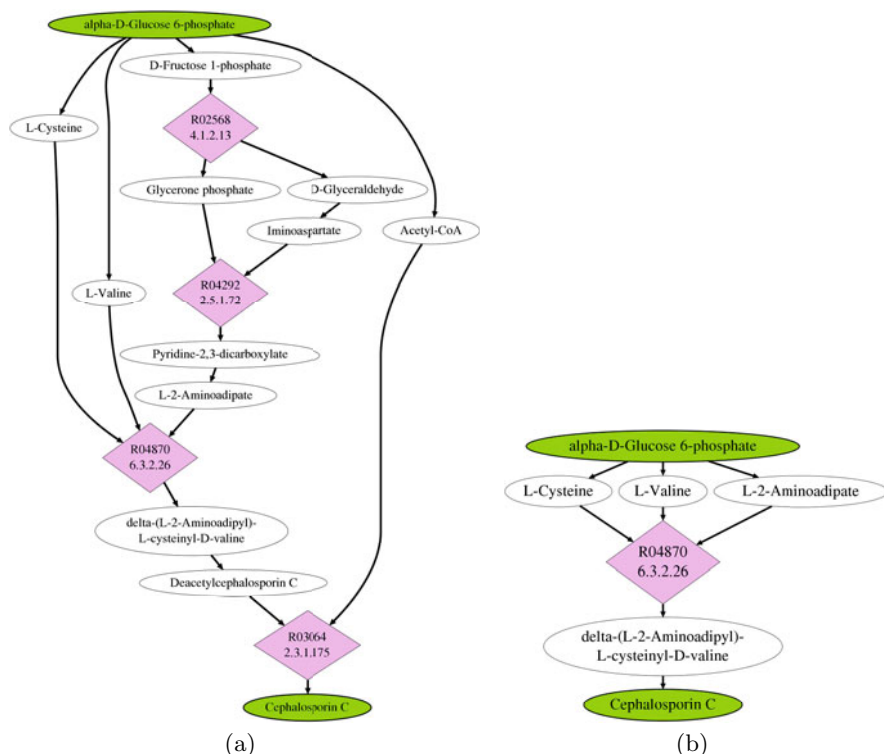 alpha-D-Glucose 6-phosphate
D-Fructose 1-phosphate
L-Cysteine
R02568
4.1.2.13
Glycerone phosphate
D-Glyceraldehyde
Iminoaspartate
Acetyl-CoA
L-Valine
R04292
2.5.1.72
Pyridine-2,3-dicarboxylate
L-2-Aminoadipate
R04870
6.3.2.26
delta-(L-2-Aminoadipyl)-
L-cysteinyl-D-valine
Deacetylcephalosporin C
R03064
2.3.1.175
Cephalosporin C
(a)
alpha-D-Glucose 6-phosphate
L-Cysteine
L-Valine
L-2-Aminoadipate
R04870
6.3.2.26
delta-(L-2-Aminoadipyl)-
L-cysteinyl-D-valine
Cephalosporin C
(b)